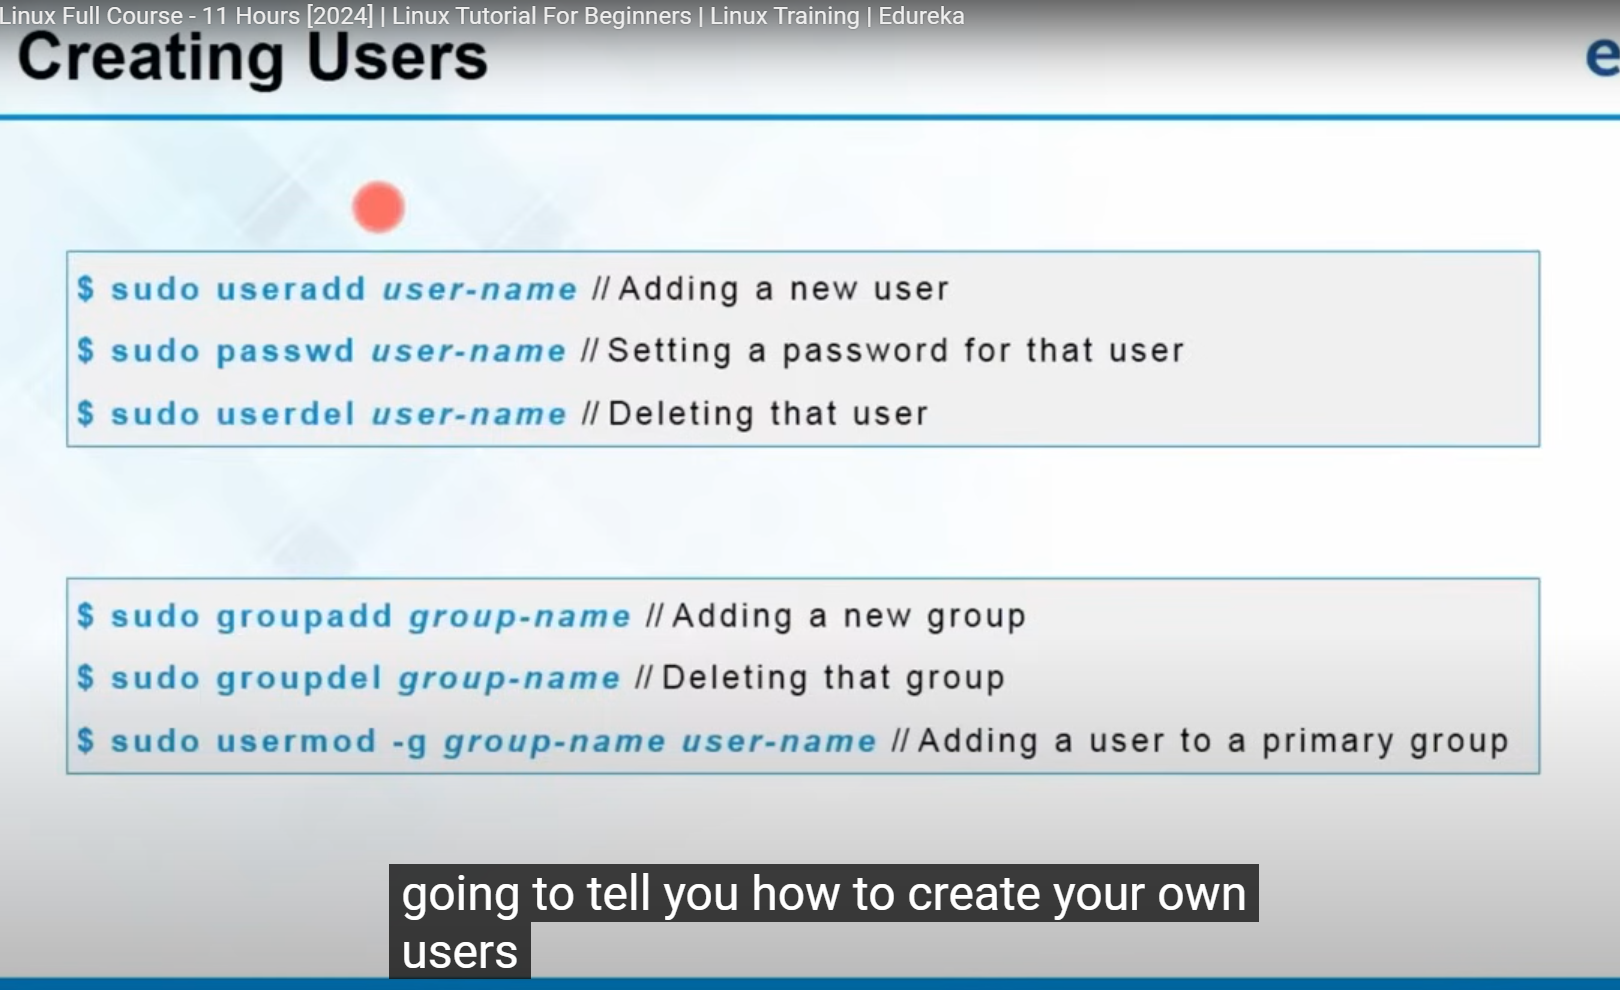 Linux Full Course - 11 Hours [2024] | Linux Tutorial For Beginners | Linux Training | Edureka
Creating Users
e
$ sudo useradd user-name // Adding a new user
$ sudo passwd user-name // Setting a password for that user
$ sudo userdel user-name // Deleting that user
$ sudo groupadd group-name // Adding a new group
$ sudo groupdel group-name // Deleting that group
$ sudo usermod -g group-name user-name // Adding a user to a primary group
going to tell you how to create your own
users